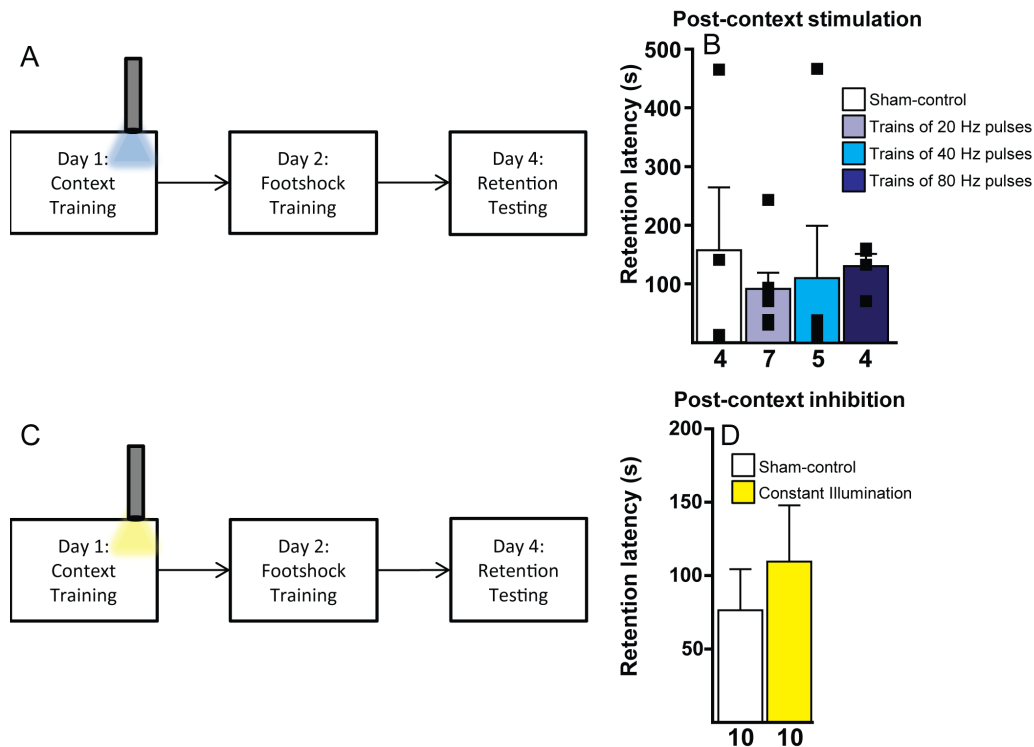 A
Day 1:
Context
Training
Day 2:
Footshock
Training
Day 4:
Retention
Testing
Post-context stimulation
B
Retention latency (s)
500
400
300
200
100
Sham-control
Trains of 20 Hz pulses
Trains of 40 Hz pulses
Trains of 80 Hz pulses
4 7 5 4
C
Day 1:
Context
Training
Day 2:
Footshock
Training
Day 4:
Retention
Testing
Post-context inhibition
D
Retention latency (s)
200
150
100
50
Sham-control
Constant Illumination
10 10